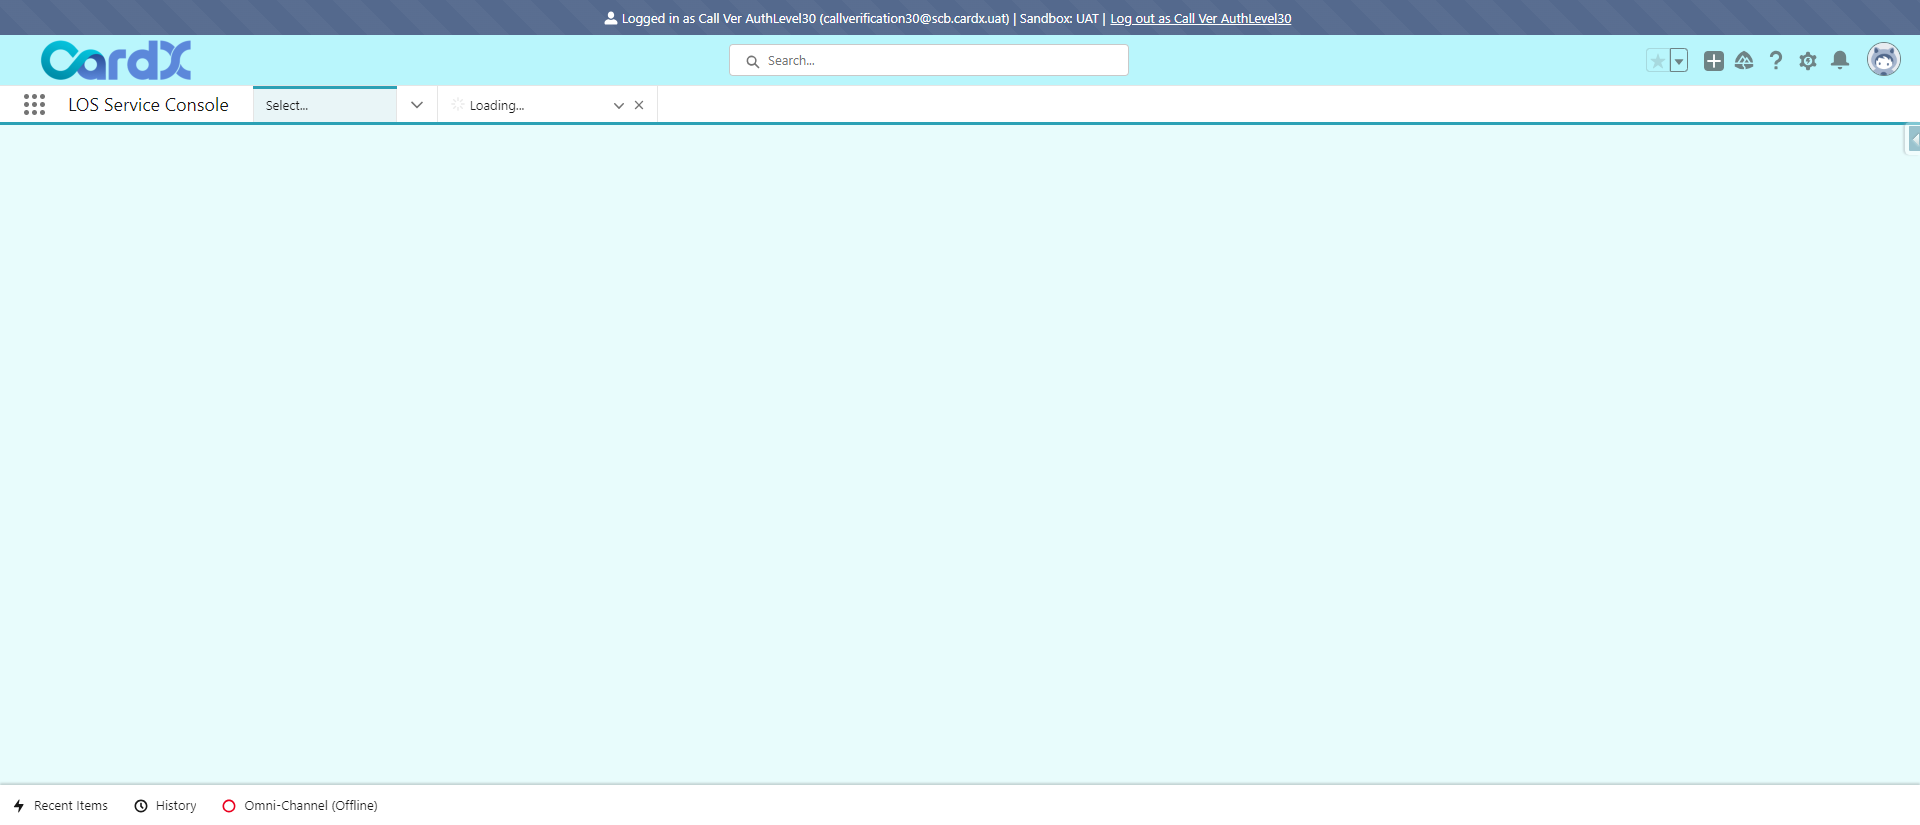 Logged in as Call Ver AuthLevel30 (callverification30@scb.cardx.uat) | Sandbox: UAT | Log out as Call Ver AuthLevel30
CardX
Search...
LOS Service Console
Select...
Loading...
Recent Items
History
Omni-Channel (Offline)